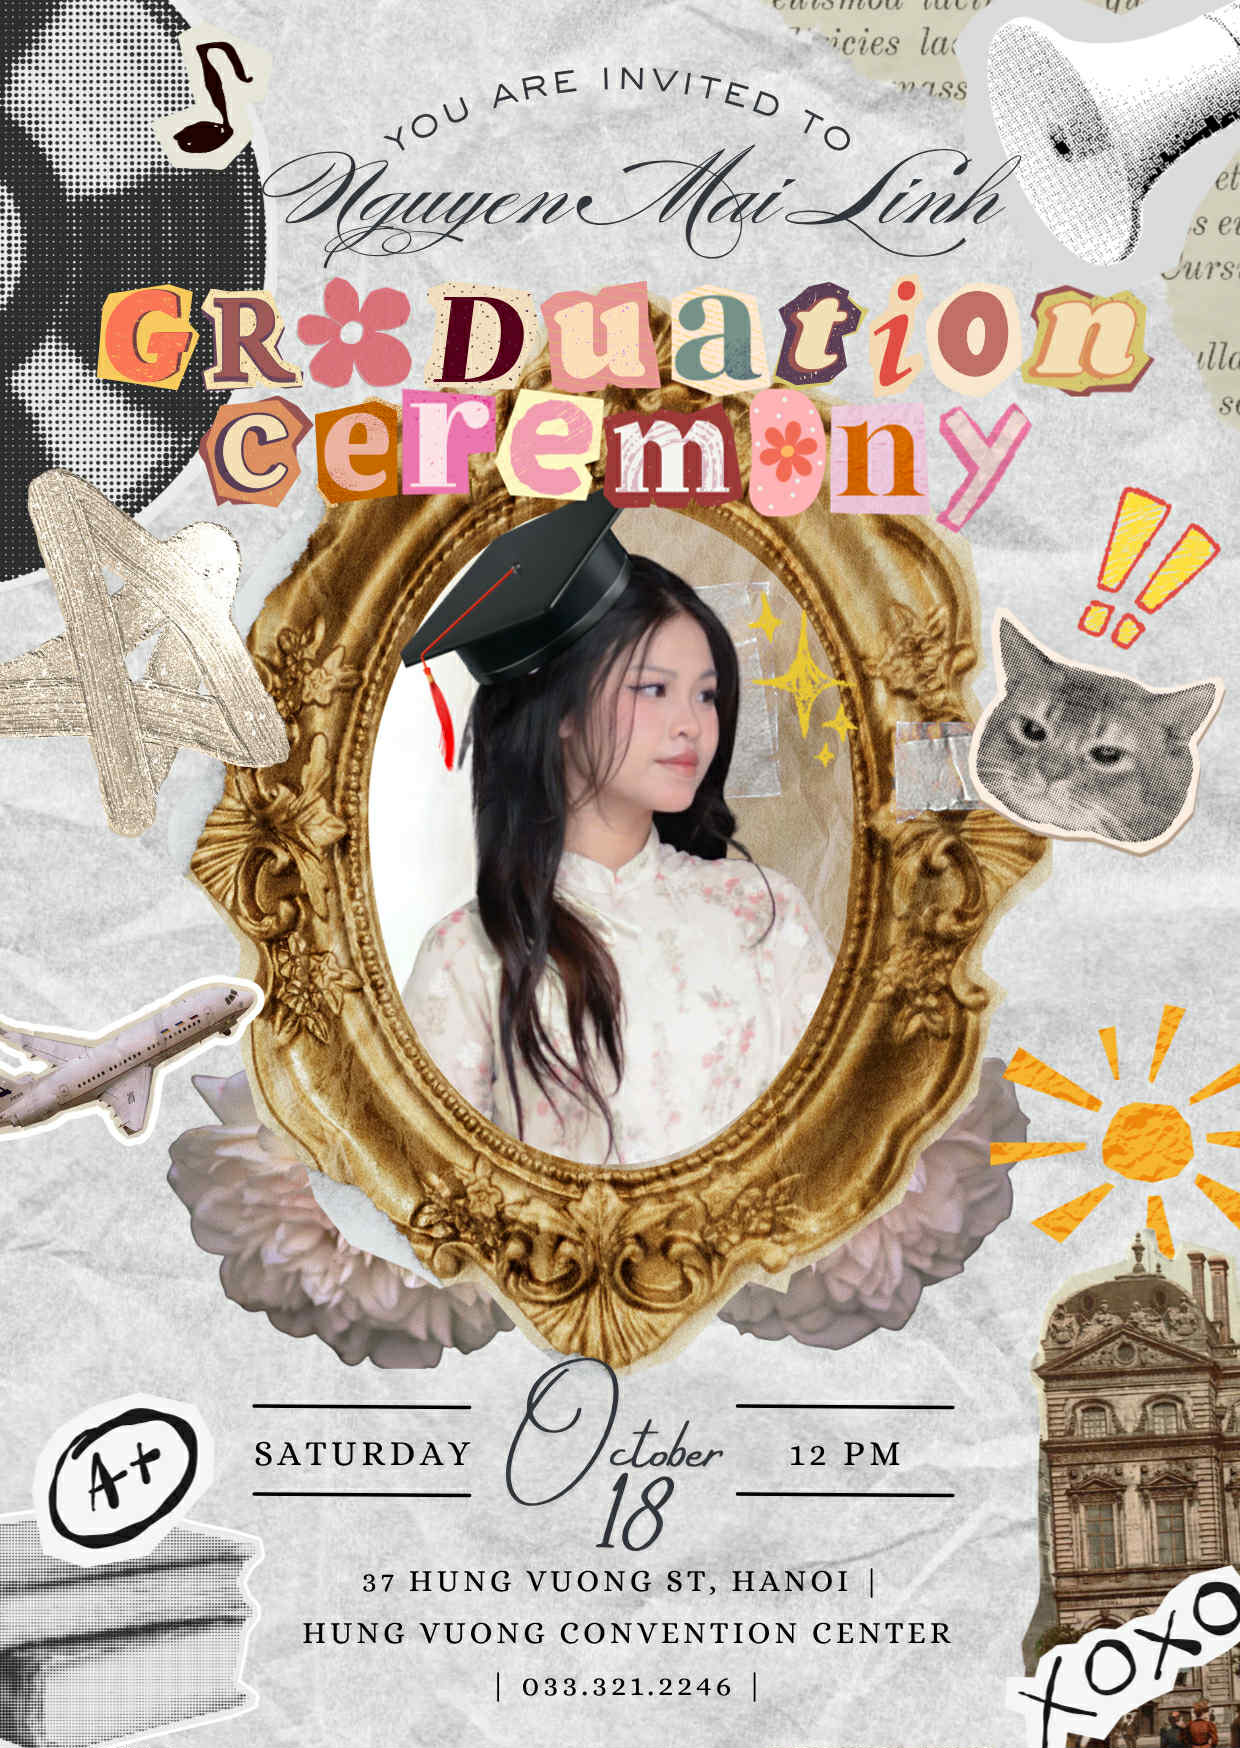 YOU ARE INVITED TO
Nguyen Mai Linh
GRaDuation
ceremony
SATURDAY
October
18
12 PM
37 HUNG VUONG ST, HANOI |
HUNG VUONG CONVENTION CENTER
| 033.321.2246 |
A+
XOXO
!!